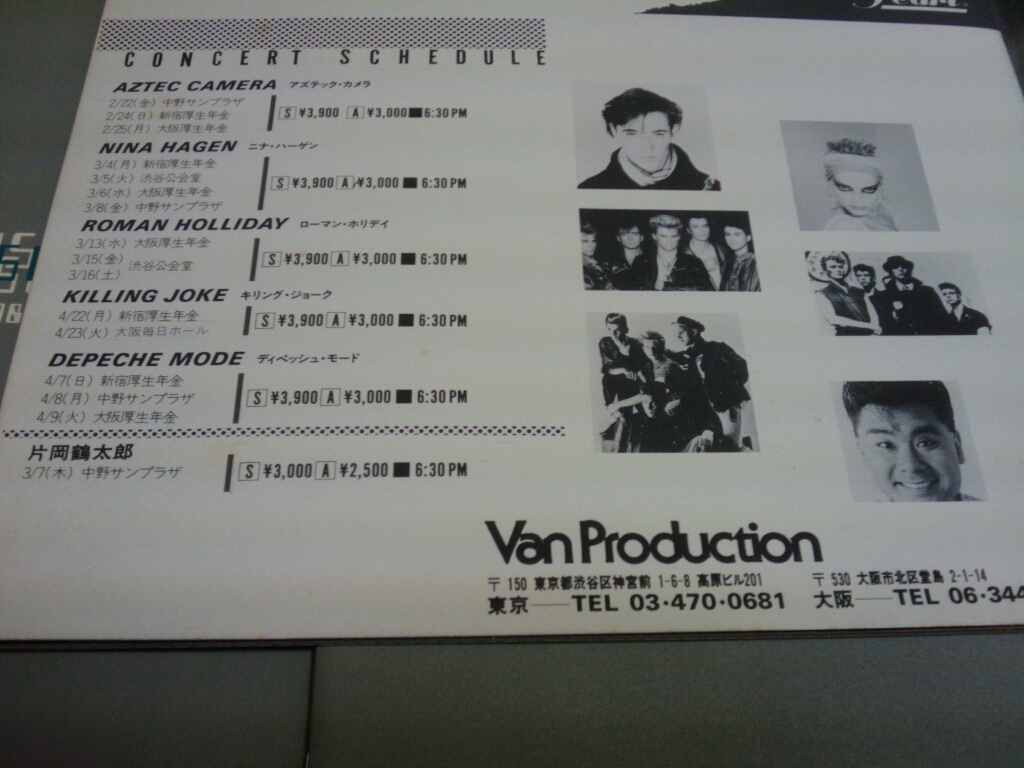 CONCERT SCHEDULE
AZTEC CAMERA アズテック・カメラ
2/22(金) 中野サンプラザ
2/24(日) 新宿厚生年金
2/25(月) 大阪厚生年金
S ¥3,900 A ¥3,000 ■ 6:30 PM
NINA HAGEN ニナ・ハーゲン
3/4(月) 新宿厚生年金
3/5(火) 渋谷公会堂
3/6(水) 大阪厚生年金
3/8(金) 中野サンプラザ
S ¥3,900 A ¥3,000 ■ 6:30 PM
ROMAN HOLLIDAY ローマン・ホリデイ
3/13(水) 大阪厚生年金
3/15(金)
3/16(土) 渋谷公会堂
S ¥3,900 A ¥3,000 ■ 6:30 PM
KILLING JOKE キリング・ジョーク
4/22(月) 新宿厚生年金
4/23(火) 大阪毎日ホール
S ¥3,900 A ¥3,000 ■ 6:30 PM
DEPECHE MODE ディペッシュ・モード
4/7(日) 新宿厚生年金
4/8(月) 中野サンプラザ
4/9(火) 大阪厚生年金
S ¥3,900 A ¥3,000 ■ 6:30 PM
片岡鶴太郎
3/7(木) 中野サンプラザ
S ¥3,000 A ¥2,500 ■ 6:30 PM
Van Production
〒150 東京都渋谷区神宮前 1-6-8 高原ビル201
東京——TEL 03・470・0681
〒530 大阪市北区堂島 2-1-14
大阪——TEL 06・344